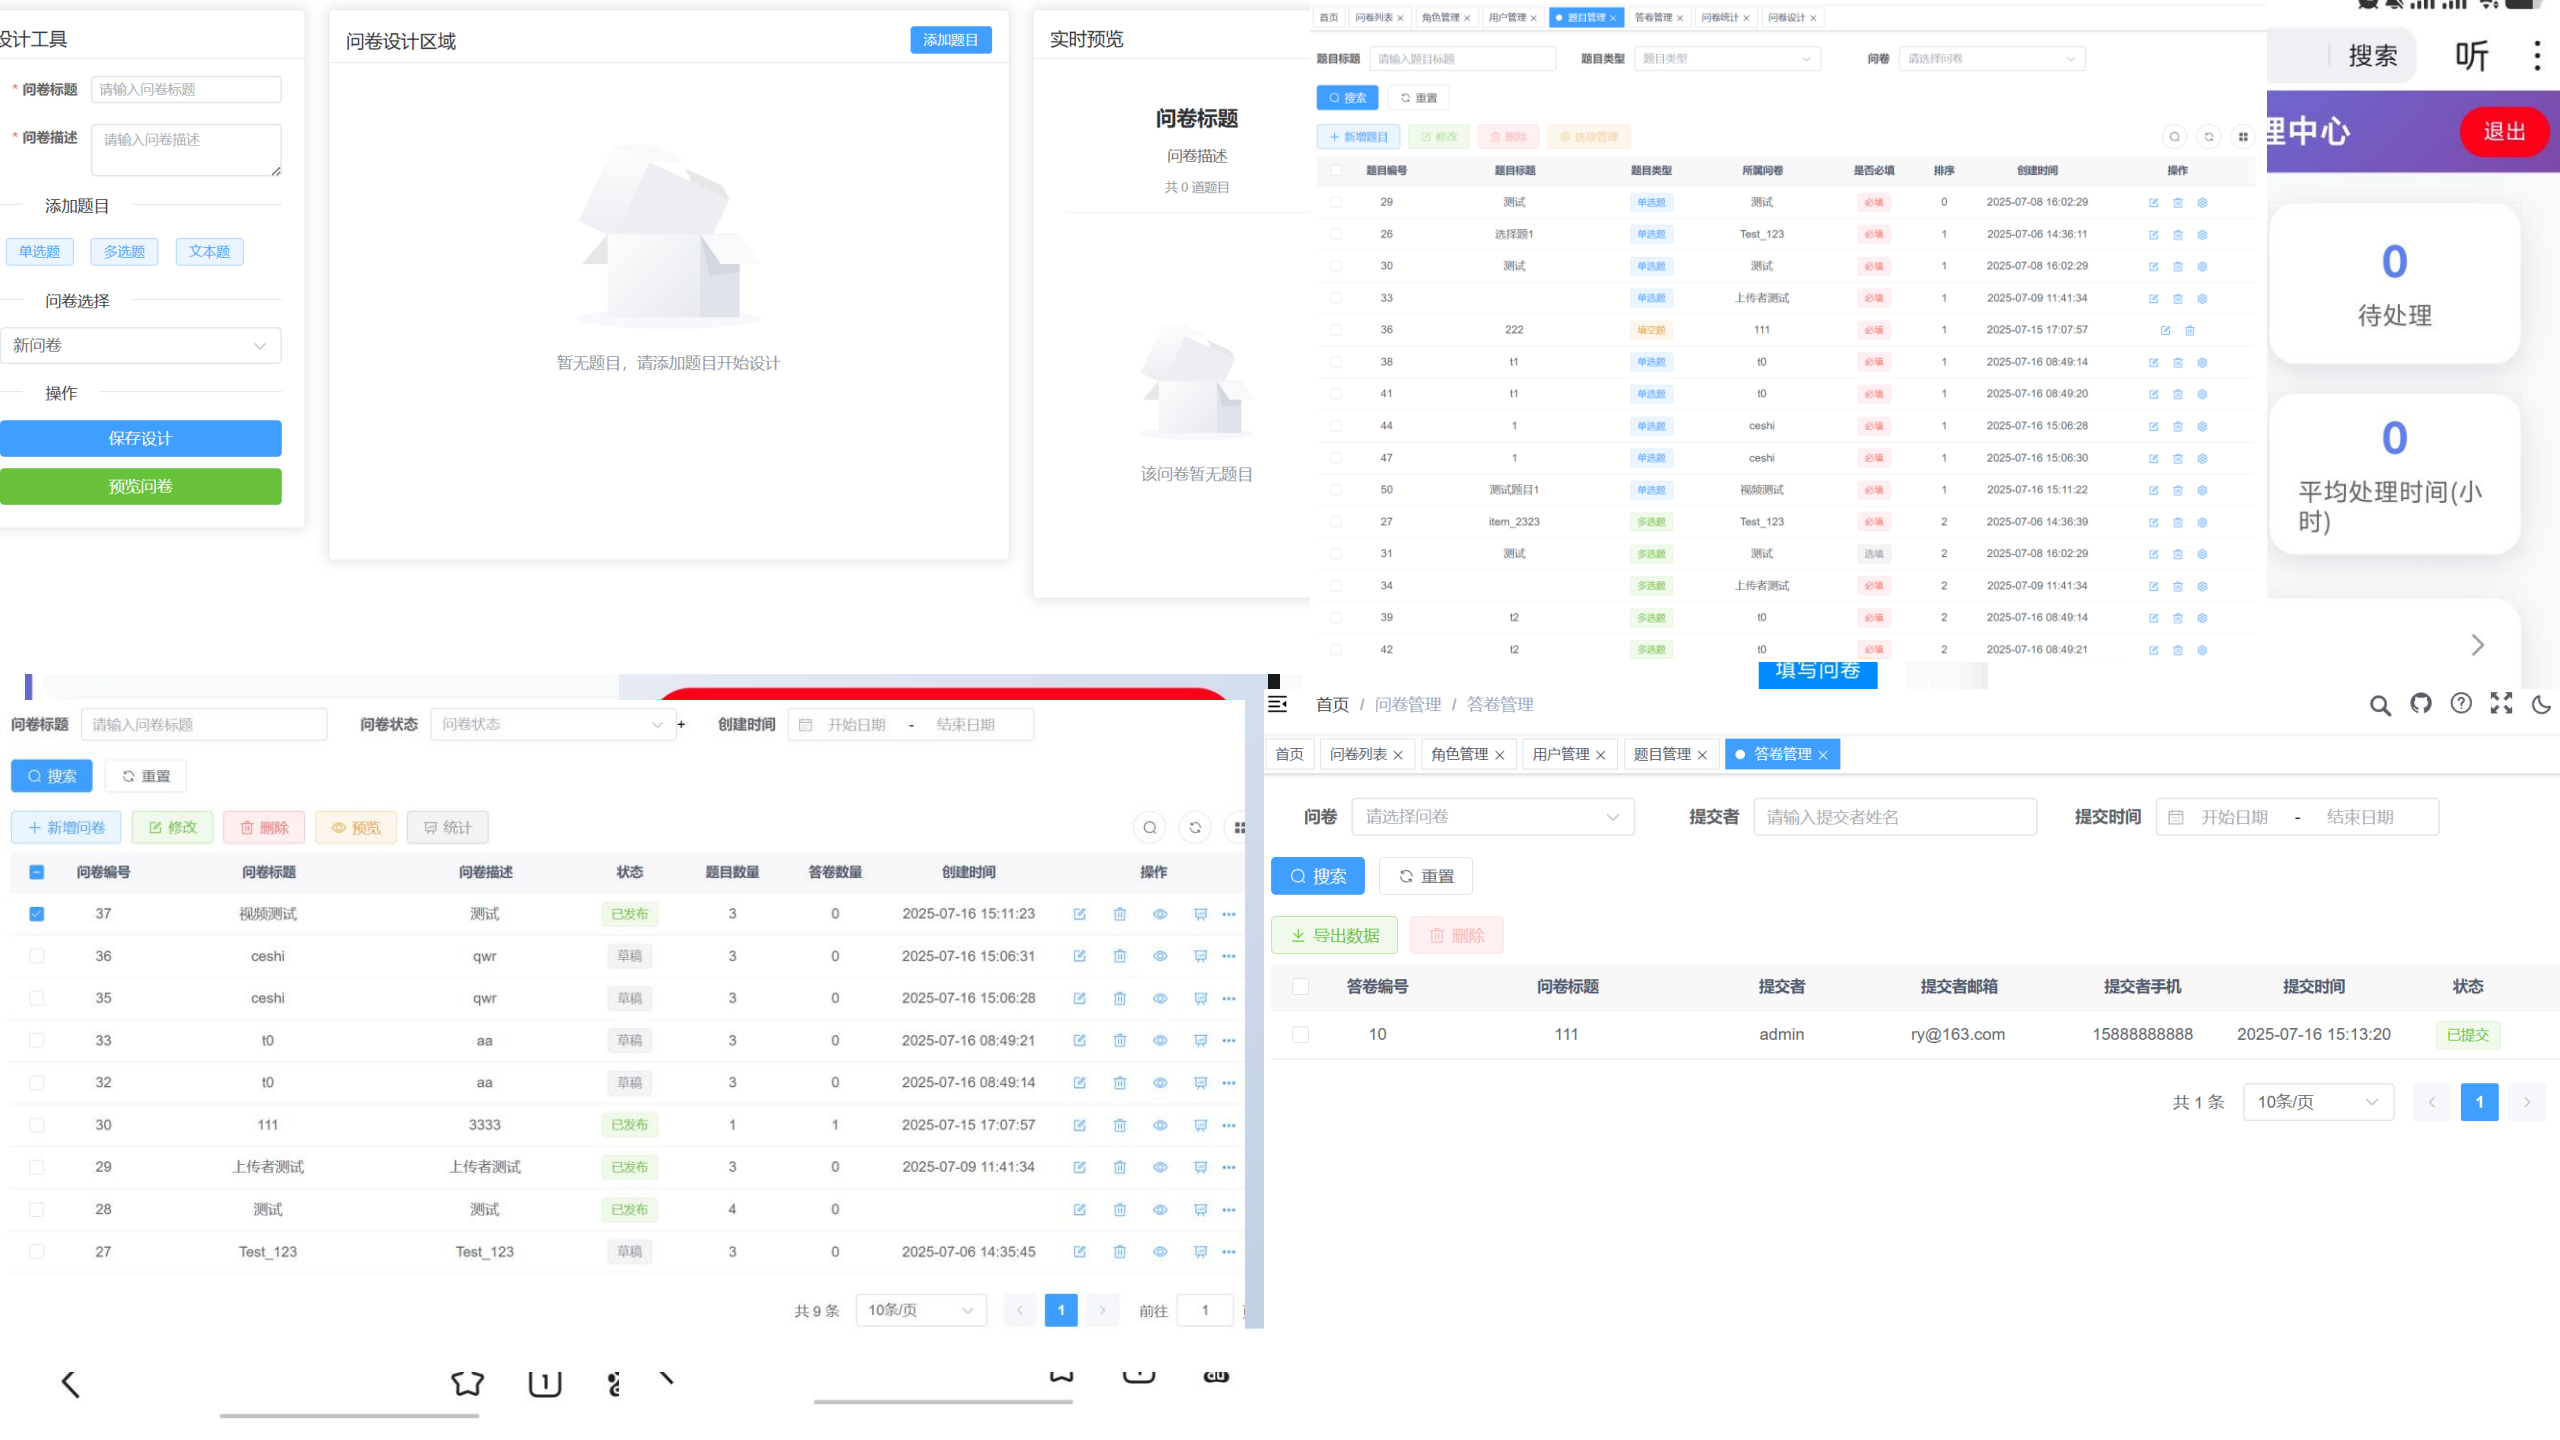 设计工具
* 问卷标题 请输入问卷标题
* 问卷描述 请输入问卷描述
添加题目
单选题 多选题 文本题
问卷选择
新问卷
操作
保存设计
预览问卷
问卷设计区域 添加题目
暂无题目，请添加题目开始设计
实时预览
问卷标题
问卷描述
共 0 道题目
该问卷暂无题目
首页 问卷列表 × 角色管理 × 用户管理 × 题目管理 × 答卷管理 × 问卷统计 × 问卷设计 ×
题目标题 请输入题目标题 题目类型 题目类型 问卷 请选择问卷
搜索 重置
+ 新增题目 修改 删除 选项管理
题目编号 题目标题 题目类型 所属问卷 是否必填 排序 创建时间 操作
29 测试 单选题 测试 必填 0 2025-07-08 16:02:29
26 选择题1 单选题 Test_123 必填 1 2025-07-06 14:36:11
30 测试 单选题 测试 必填 1 2025-07-08 16:02:29
33 单选题 上传者测试 必填 1 2025-07-09 11:41:34
36 222 填空题 111 必填 1 2025-07-15 17:07:57
38 t1 单选题 t0 必填 1 2025-07-16 08:49:14
41 t1 单选题 t0 必填 1 2025-07-16 08:49:20
44 1 单选题 ceshi 必填 1 2025-07-16 15:06:28
47 1 单选题 ceshi 必填 1 2025-07-16 15:06:30
50 测试题目1 单选题 视频测试 必填 1 2025-07-16 15:11:22
27 item_2323 多选题 Test_123 必填 2 2025-07-06 14:36:39
31 测试 多选题 测试 选填 2 2025-07-08 16:02:29
34 多选题 上传者测试 必填 2 2025-07-09 11:41:34
39 t2 多选题 t0 必填 2 2025-07-16 08:49:14
42 t2 多选题 t0 必填 2 2025-07-16 08:49:21
填写问卷
搜索 听
理中心 退出
0
待处理
0
平均处理时间(小
时)
问卷标题 请输入问卷标题 问卷状态 问卷状态 + 创建时间 开始日期 - 结束日期
搜索 重置
+ 新增问卷 修改 删除 预览 统计
问卷编号 问卷标题 问卷描述 状态 题目数量 答卷数量 创建时间 操作
37 视频测试 测试 已发布 3 0 2025-07-16 15:11:23
36 ceshi qwr 草稿 3 0 2025-07-16 15:06:31
35 ceshi qwr 草稿 3 0 2025-07-16 15:06:28
33 t0 aa 草稿 3 0 2025-07-16 08:49:21
32 t0 aa 草稿 3 0 2025-07-16 08:49:14
30 111 3333 已发布 1 1 2025-07-15 17:07:57
29 上传者测试 上传者测试 已发布 3 0 2025-07-09 11:41:34
28 测试 测试 已发布 4 0
27 Test_123 Test_123 草稿 3 0 2025-07-06 14:35:45
共 9 条 10条/页 < 1 > 前往 1
1
首页 / 问卷管理 / 答卷管理
首页 问卷列表 × 角色管理 × 用户管理 × 题目管理 × 答卷管理 ×
问卷 请选择问卷 提交者 请输入提交者姓名 提交时间 开始日期 - 结束日期
搜索 重置
导出数据 删除
答卷编号 问卷标题 提交者 提交者邮箱 提交者手机 提交时间 状态
10 111 admin ry@163.com 15888888888 2025-07-16 15:13:20 已提交
共 1 条 10条/页 < 1 >